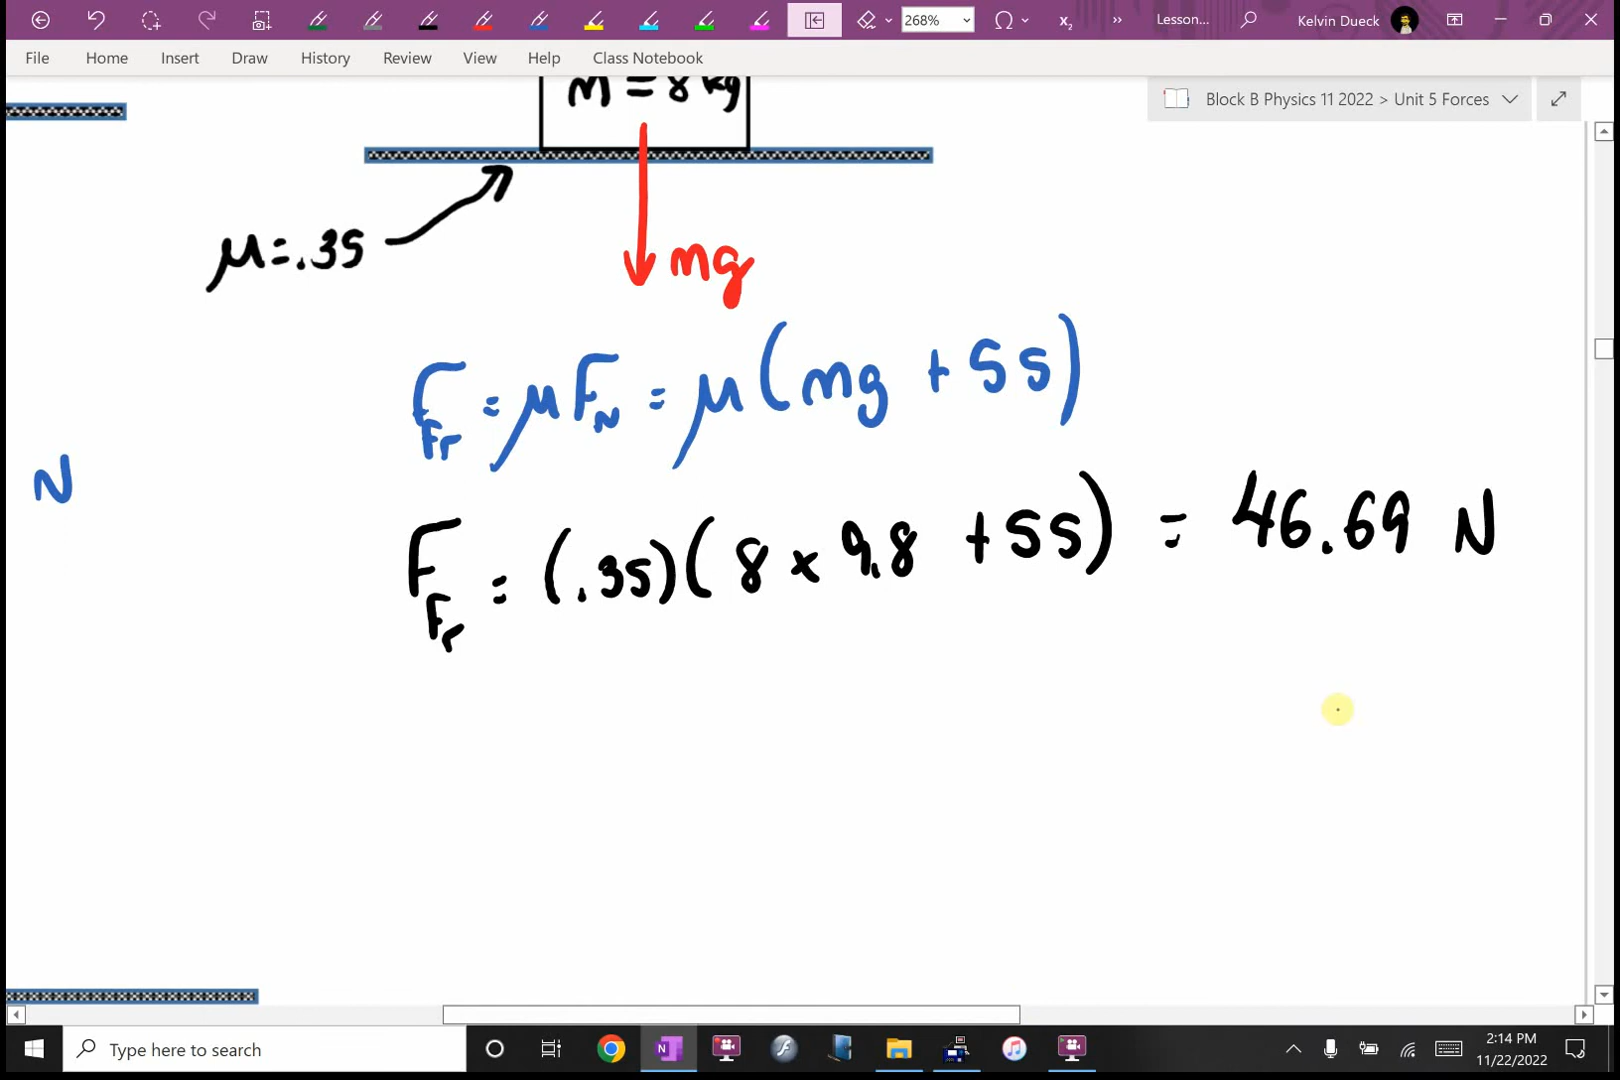 268%
x₂
Lesson...
Kelvin Dueck
File Home Insert Draw History Review View Help Class Notebook
Block B Physics 11 2022 > Unit 5 Forces
m = 8 kg
μ=.35
mg
F_Fr = μF_N = μ(mg + 55)
N
F_Fr = (.35)(8 x 9.8 + 55) = 46.69 N
Type here to search
2:14 PM
11/22/2022